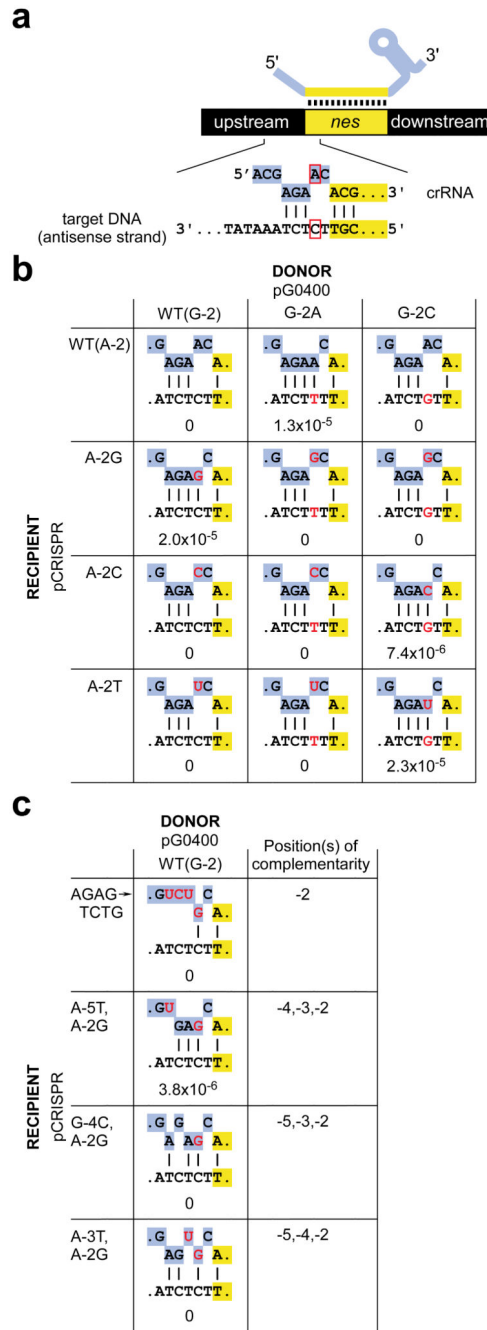 a
5' 3'
upstream nes downstream
5' ACG AC
AGA ACG...3' crRNA
target DNA
(antisense strand) 3'...TATAAATCTCTTGC...5'
b
DONOR
pG0400
WT(G-2) G-2A G-2C
RECIPIENT
pCRISPR
WT(A-2) .G AC .G C .G AC
AGA A. AGAA A. AGA A.
.ATCTCTT. .ATCTTTT. .ATCTGTT.
0 1.3x10-5 0
A-2G .G C .G GC .G GC
AGAG A. AGA A. AGA A.
.ATCTCTT. .ATCTTTT. .ATCTGTT.
2.0x10-5 0 0
A-2C .G CC .G CC .G C
AGA A. AGA A. AGAC A.
.ATCTCTT. .ATCTTTT. .ATCTGTT.
0 0 7.4x10-6
A-2T .G UC .G UC .G C
AGA A. AGA A. AGAU A.
.ATCTCTT. .ATCTTTT. .ATCTGTT.
0 0 2.3x10-5
c
DONOR
pG0400
WT(G-2) Position(s) of
complementarity
RECIPIENT
pCRISPR
AGAG→ .GUCU C -2
TCTG G A.
.ATCTCTT.
0
A-5T, .GU C -4,-3,-2
A-2G GAG A.
.ATCTCTT.
3.8x10-6
G-4C, .G G C -5,-3,-2
A-2G A AG A.
.ATCTCTT.
0
A-3T, .G U C -5,-4,-2
A-2G AG G A.
.ATCTCTT.
0